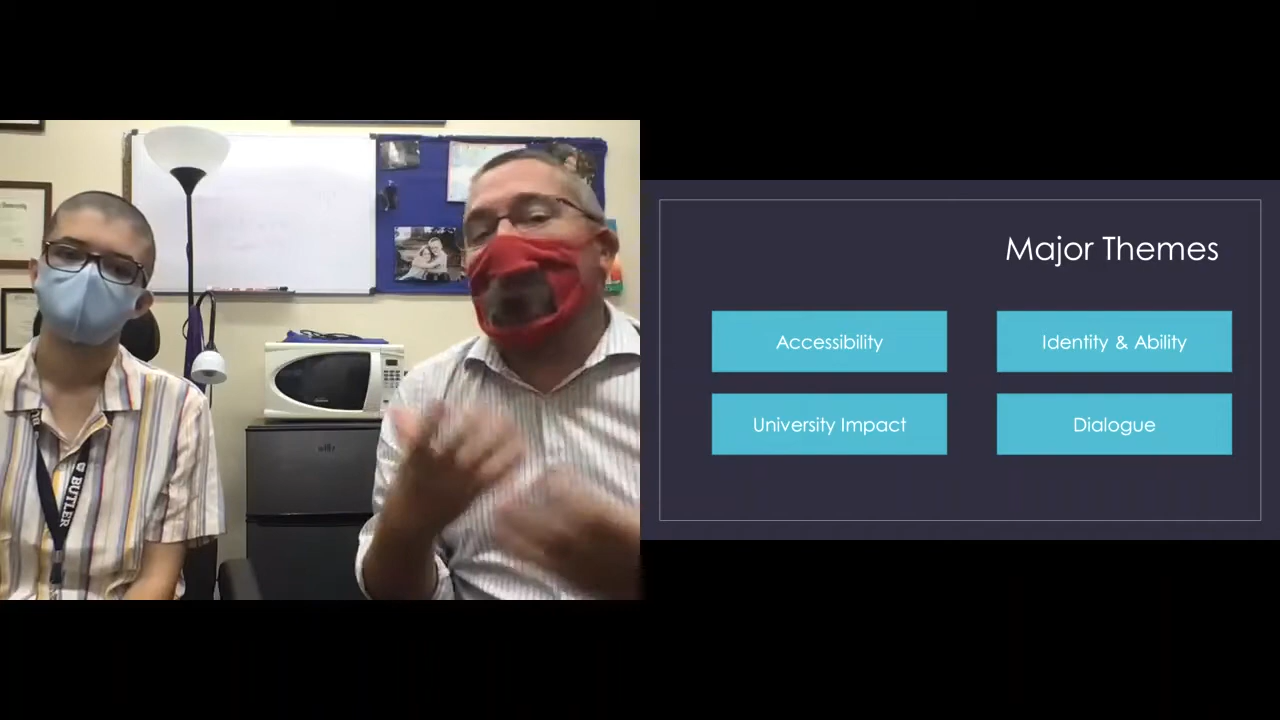 BUTLER
Major Themes
Accessibility
Identity & Ability
University Impact
Dialogue